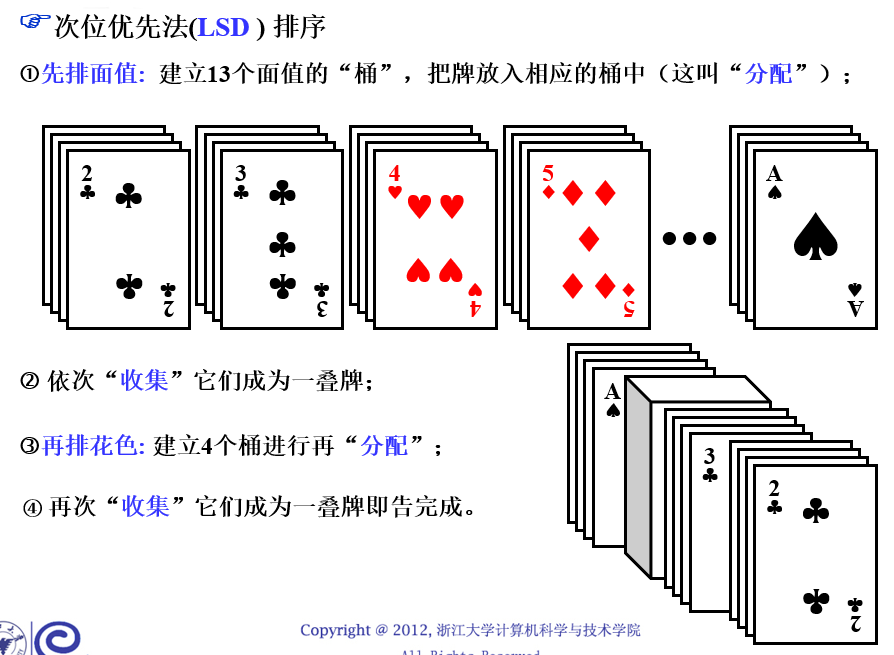 次位优先法(LSD ) 排序
①先排面值: 建立13个面值的“桶”，把牌放入相应的桶中（这叫“分配”）；
2 3 4 5 A
2 3 4 5 A
② 依次“收集”它们成为一叠牌；
A
③再排花色: 建立4个桶进行再“分配”；
3
2
④ 再次“收集”它们成为一叠牌即告完成。
2
Copyright @ 2012, 浙江大学计算机科学与技术学院
All Rights Reserved